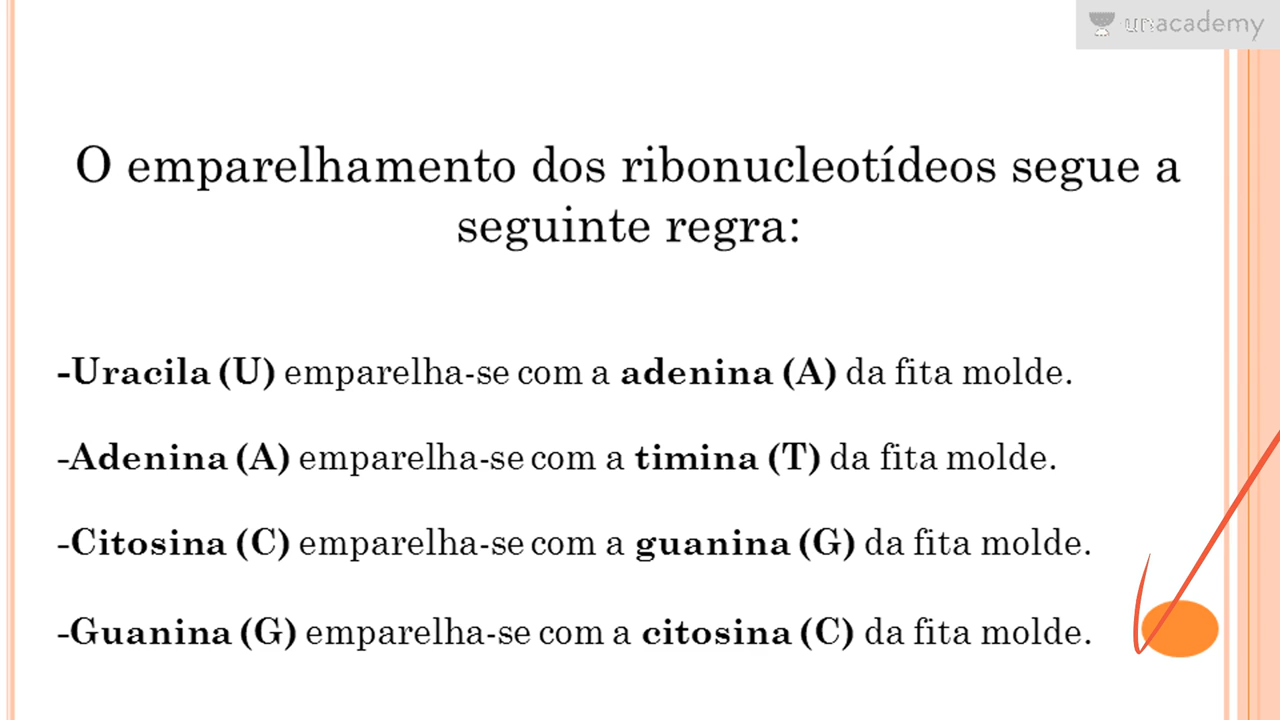 unacademy
O emparelhamento dos ribonucleotídeos segue a
seguinte regra:
-Uracila (U) emparelha-se com a adenina (A) da fita molde.
-Adenina (A) emparelha-se com a timina (T) da fita molde.
-Citosina (C) emparelha-se com a guanina (G) da fita molde.
-Guanina (G) emparelha-se com a citosina (C) da fita molde.